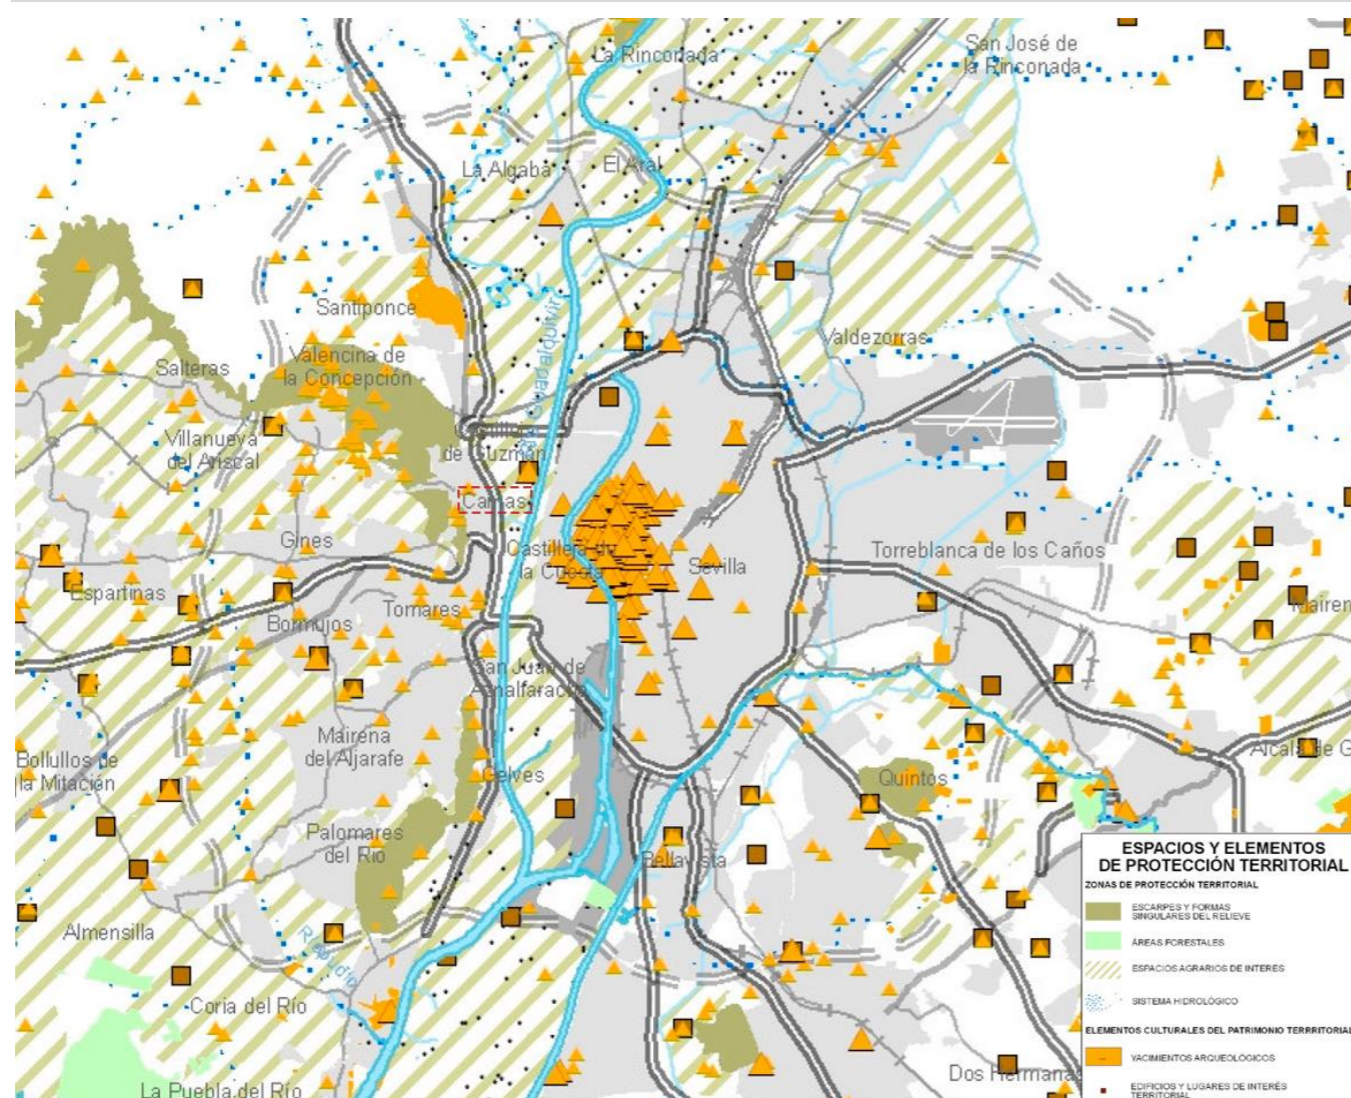 La Rinconada
San José de
la Rinconada
La Algaba
El Aral
Santiponce
Guadalquivir
Valdezorras
Salteras
Valencina de
la Concepción
Villanueva
del Ariscal
de Guzmán
Camas
Gines
Castilleja de
la Cuesta
Sevilla
Torreblanca de los Caños
Espartinas
Tomares
Bormujos
Mairen
San Juan de
Aznalfarache
Mairena
del Aljarafe
Bollullos de
la Mitación
Gelves
Quintos
Alcalá de G
Palomares
del Río
Bellavista
Almensilla
Coria del Río
La Puebla del Río
Dos Hermana
ESPACIOS Y ELEMENTOS
DE PROTECCIÓN TERRITORIAL
ZONAS DE PROTECCIÓN TERRITORIAL
ESCARPES Y FORMAS
SINGULARES DEL RELIEVE
ÁREAS FORESTALES
ESPACIOS AGRARIOS DE INTERÉS
SISTEMA HIDROLÓGICO
ELEMENTOS CULTURALES DEL PATRIMONIO TERRRITORIAL
YACIMIENTOS ARQUEOLÓGICOS
EDIFICIOS Y LUGARES DE INTERÉS
TERRITORIAL